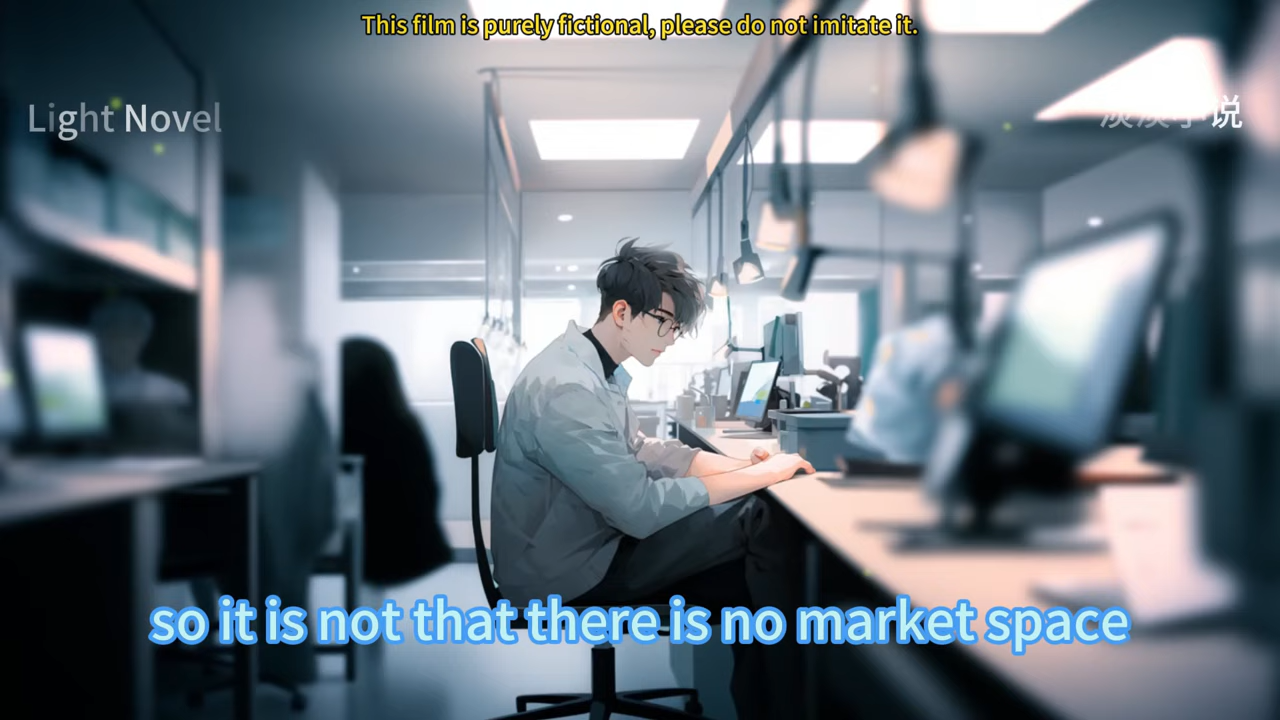 This film is purely fictional, please do not imitate it.
Light Novel
小说
so it is not that there is no market space